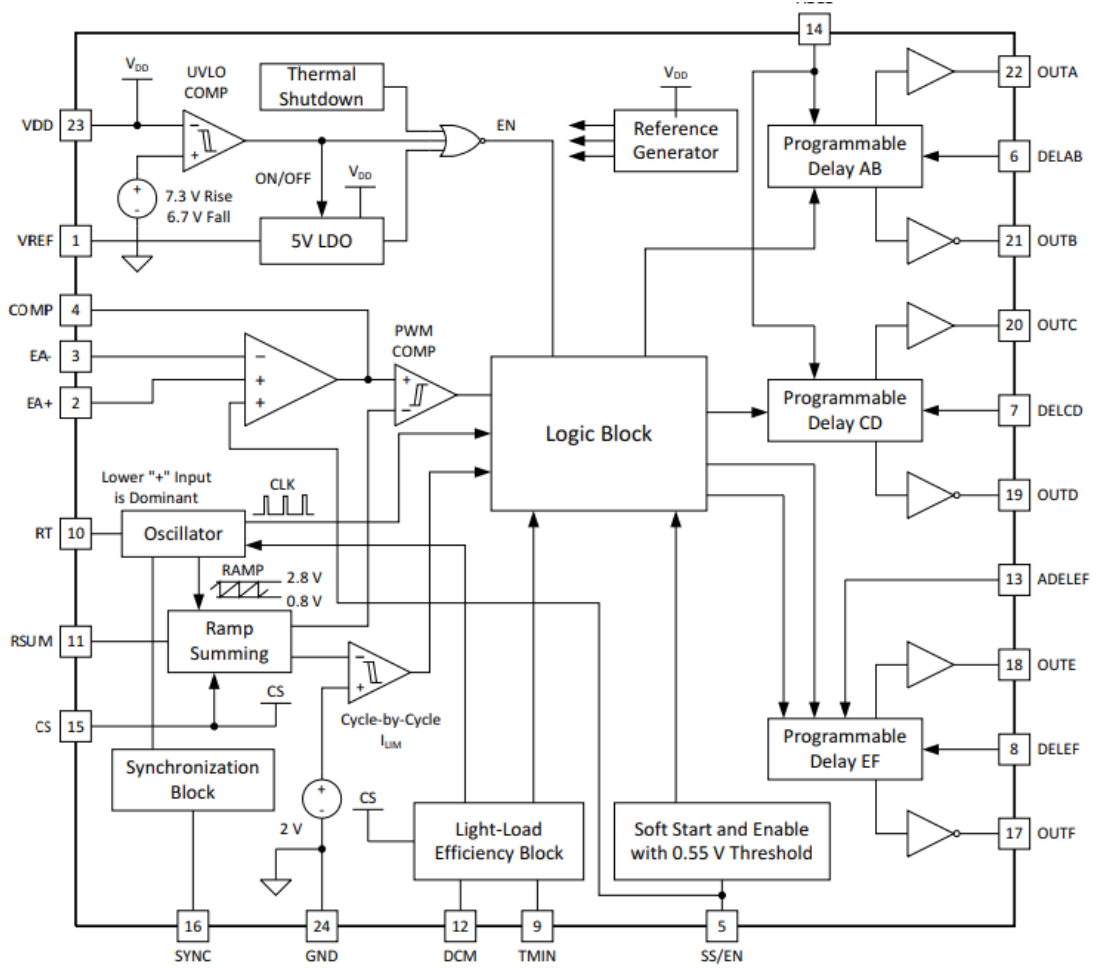 14
VDD
23
VDD
UVLO
COMP
7.3 V Rise
6.7 V Fall
Thermal
Shutdown
EN
VDD
Reference
Generator
ON/OFF
VDD
5V LDO
VREF
1
COMP
4
EA-
3
EA+
2
PWM
COMP
Logic Block
Lower "+" Input
is Dominant
CLK
RT
10
Oscillator
RAMP
2.8 V
0.8 V
RSUM
11
Ramp
Summing
CS
CS
15
Cycle-by-Cycle
ILIM
Synchronization
Block
2 V
CS
Light-Load
Efficiency Block
Soft Start and Enable
with 0.55 V Threshold
Programmable
Delay AB
22
OUTA
6
DELAB
21
OUTB
Programmable
Delay CD
20
OUTC
7
DELCD
19
OUTD
13
ADELEF
Programmable
Delay EF
18
OUTE
8
DELEF
17
OUTF
16
SYNC
24
GND
12
DCM
9
TMIN
5
SS/EN